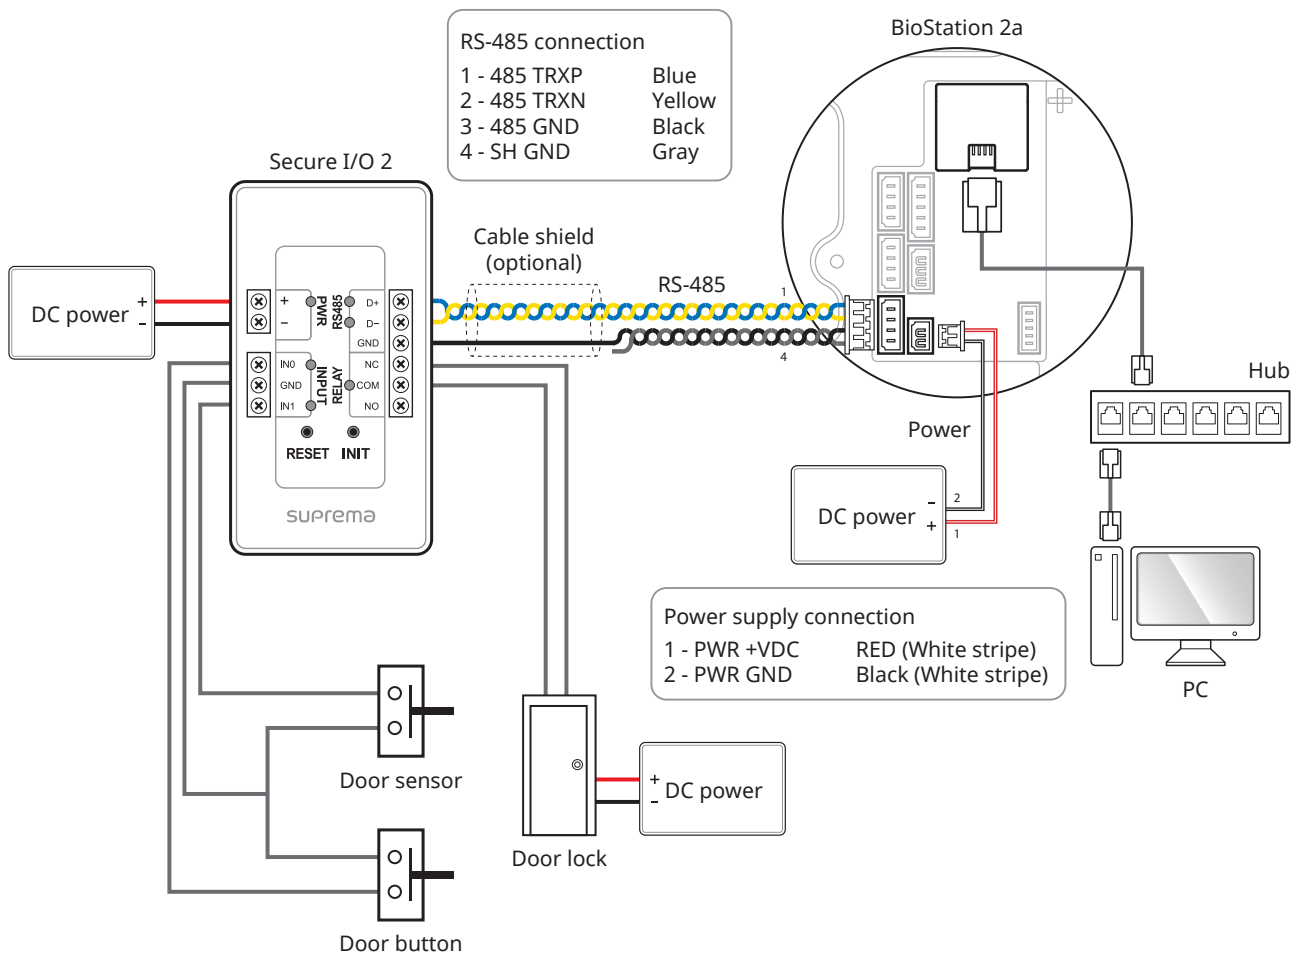 BioStation 2a
RS-485 connection
1 - 485 TRXP Blue
2 - 485 TRXN Yellow
3 - 485 GND Black
4 - SH GND Gray
Secure I/O 2
Cable shield
(optional)
RS-485
1
4
DC power
+
-
+
−
PWR
RS485
D+
D−
GND
IN0
GND
IN1
INPUT
RELAY
NC
COM
NO
RESET INIT
suprema
Hub
Power
DC power
-
+
2
1
Power supply connection
1 - PWR +VDC RED (White stripe)
2 - PWR GND Black (White stripe)
PC
Door sensor
DC power
+
-
Door lock
Door button